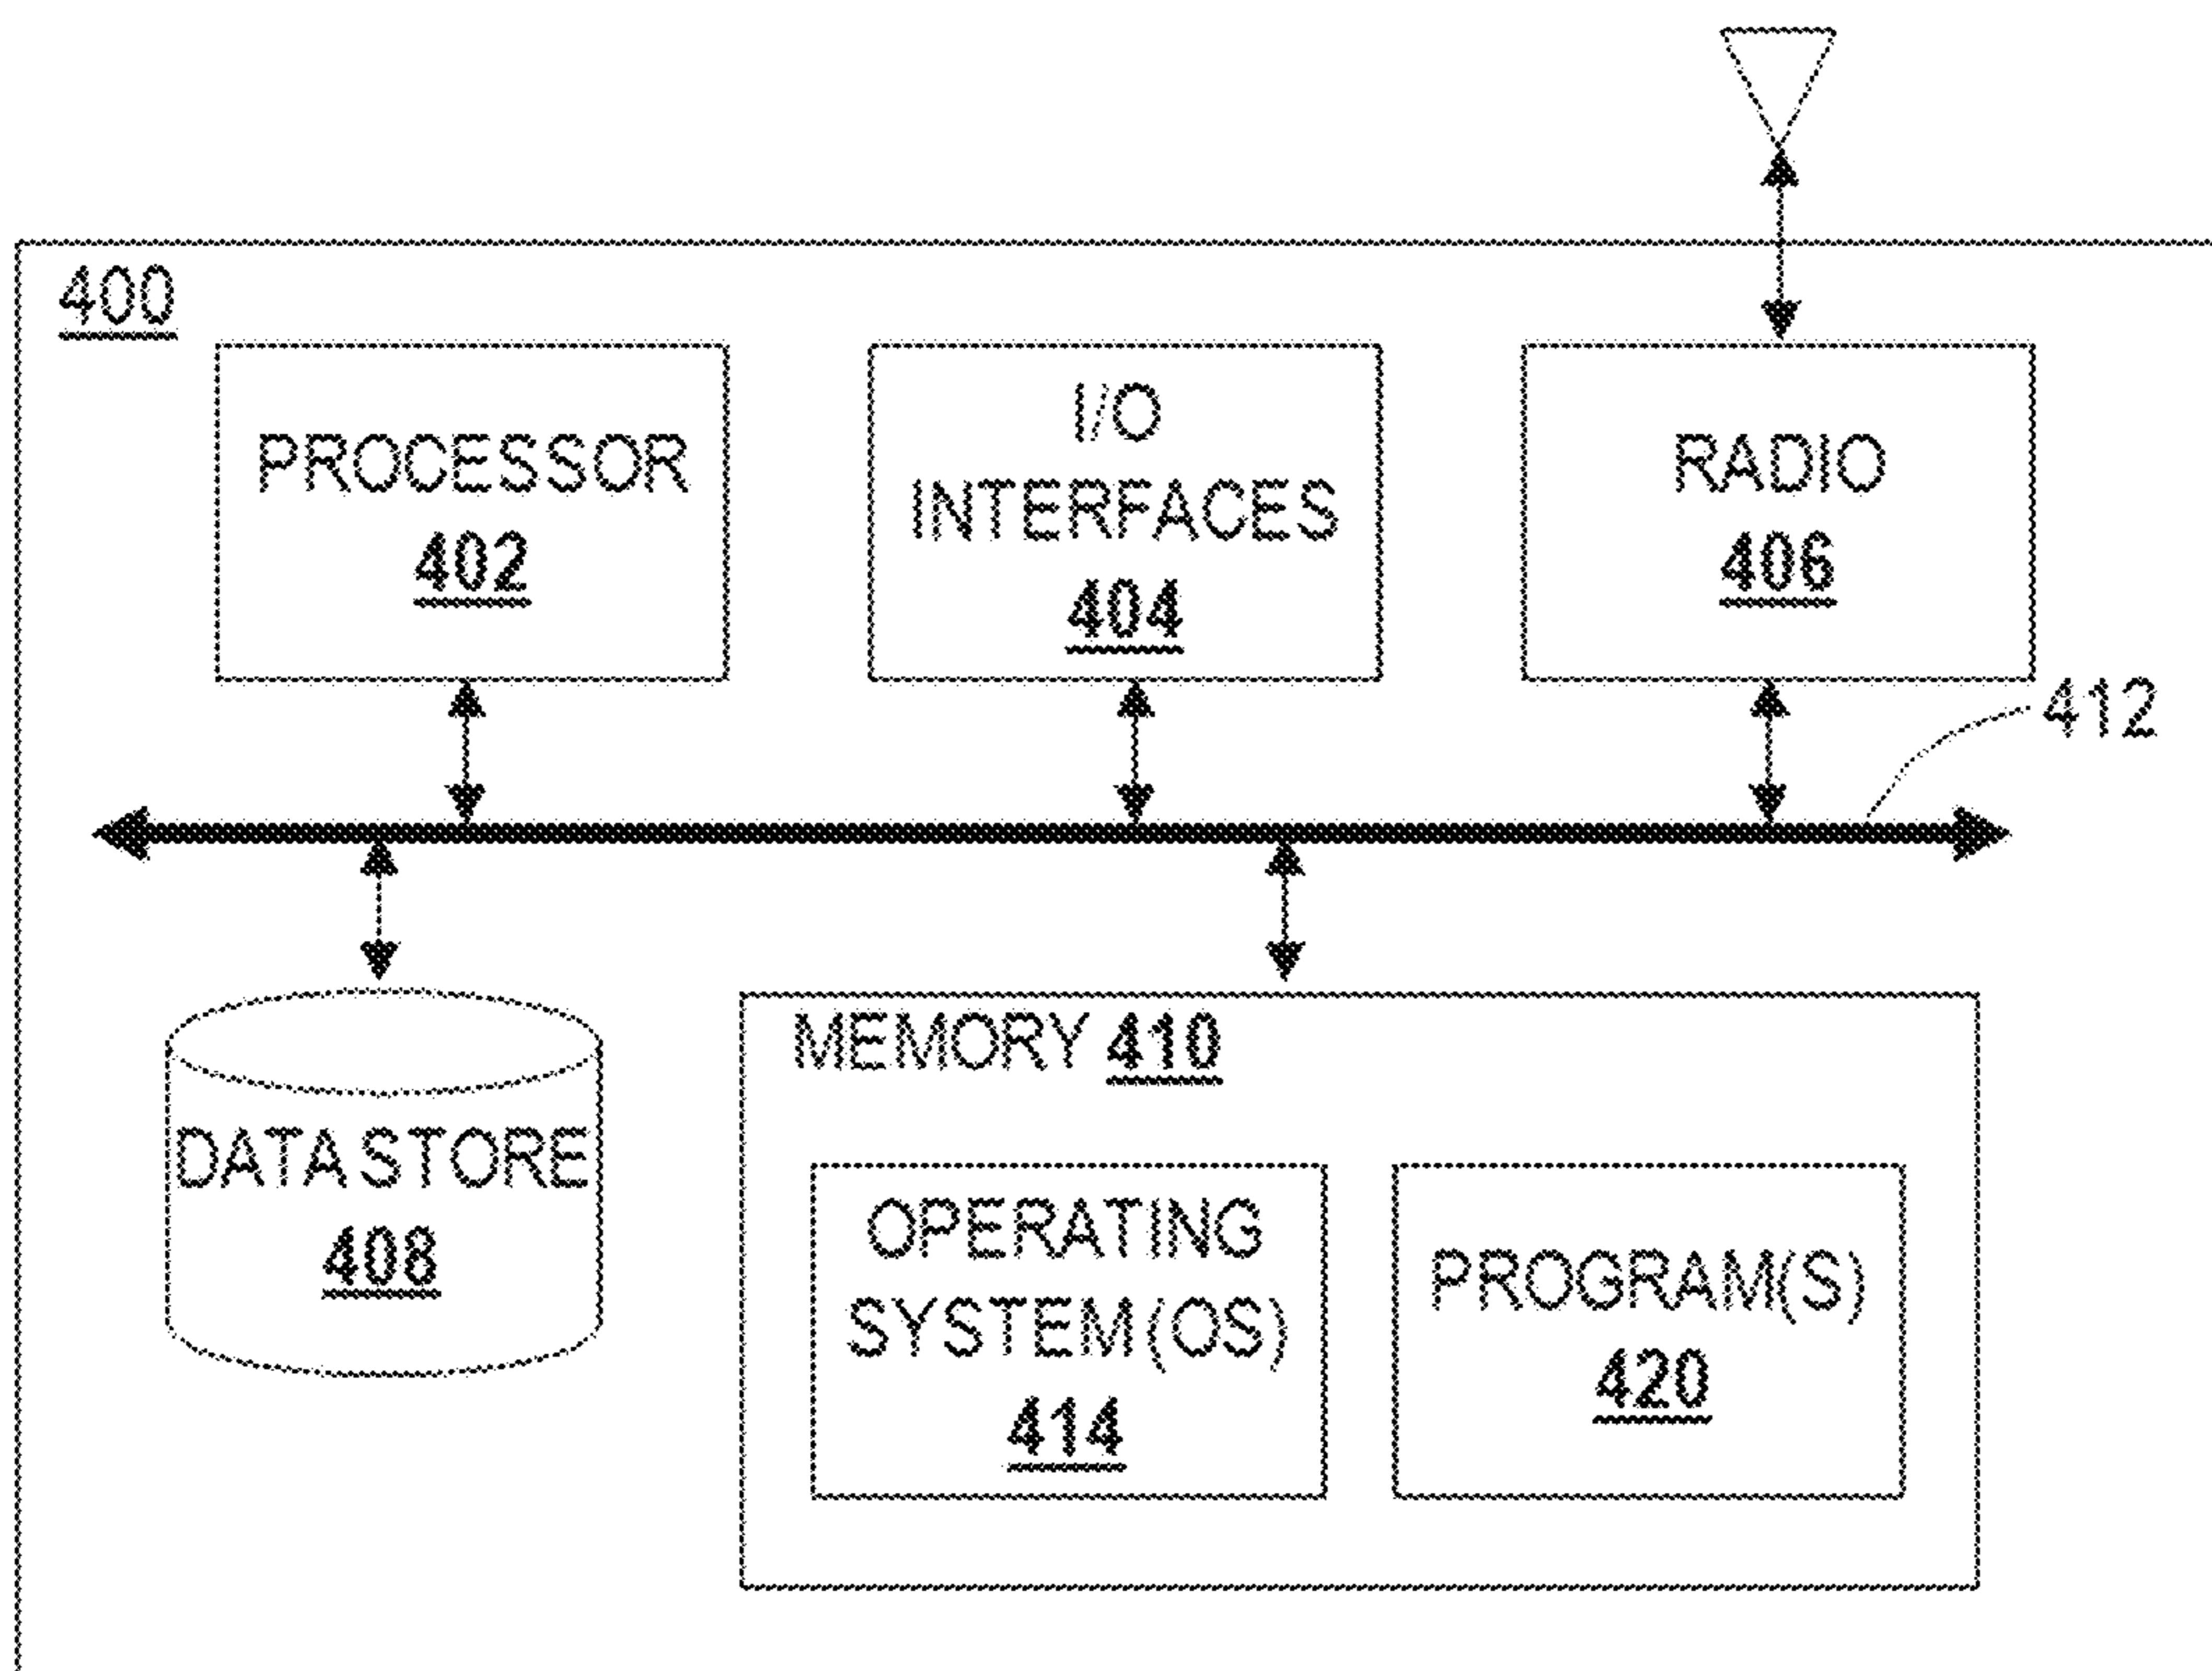 400
PROCESSOR
402
I/O
INTERFACES
404
RADIO
406
412
DATA STORE
408
MEMORY 410
OPERATING
SYSTEM (OS)
414
PROGRAM(S)
420